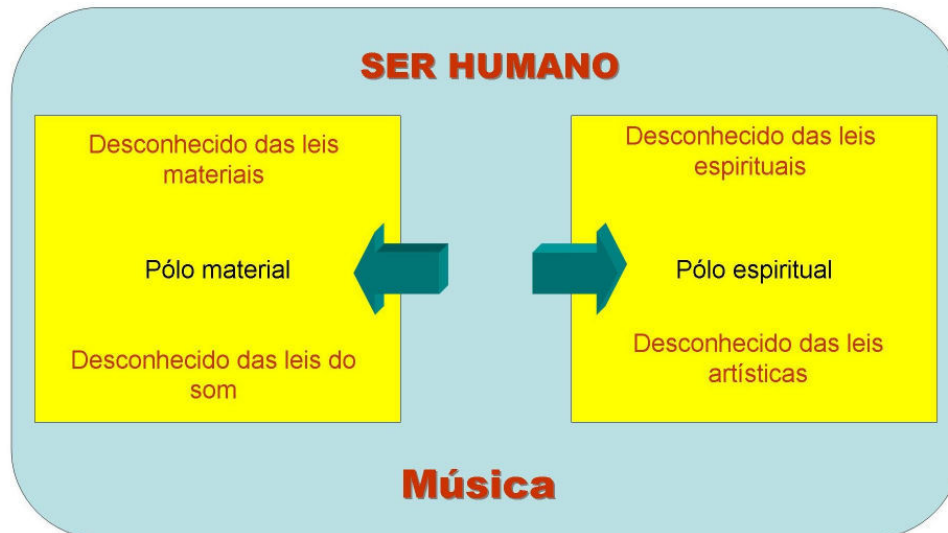 SER HUMANO
Desconhecido das leis
materiais
Pólo material
Desconhecido das leis do
som
Desconhecido das leis
espirituais
Pólo espiritual
Desconhecido das leis
artísticas
Música